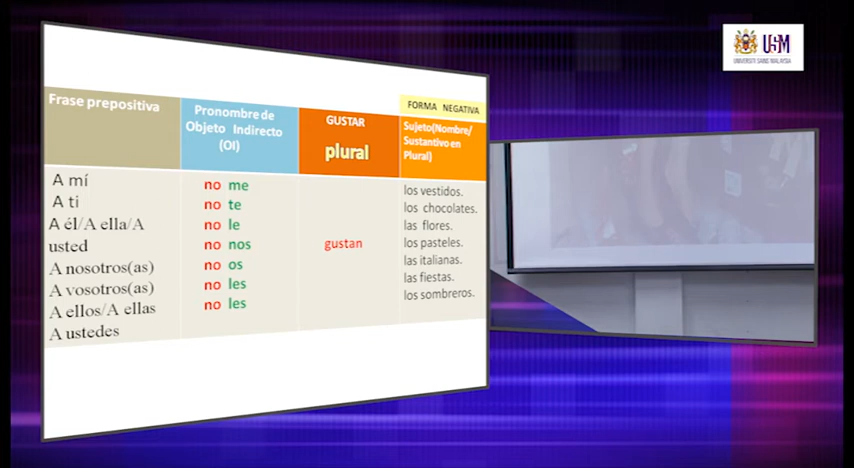 USM
UNIVERSITI SAINS MALAYSIA
FORMA NEGATIVA
Frase prepositiva
Pronombre de
Objeto Indirecto
(OI)
GUSTAR
plural
Sujeto(Nombre/
Sustantivo en
Plural)
A mí
A ti
A él/A ella/A
usted
A nosotros(as)
A vosotros(as)
A ellos/A ellas
A ustedes
no me
no te
no le
no nos
no os
no les
no les
gustan
los vestidos.
los chocolates.
las flores.
los pasteles.
las italianas.
las fiestas.
los sombreros.